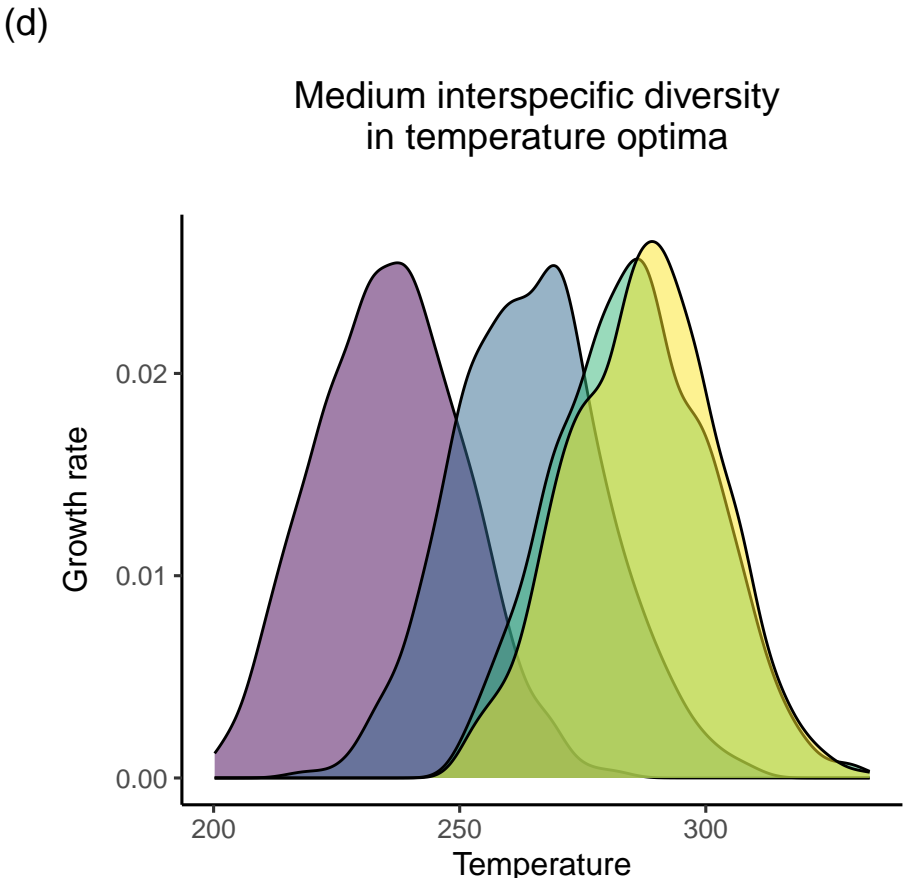 (d)
Medium interspecific diversity
in temperature optima
Growth rate
0.02
0.01
0.00
200
250
300
Temperature